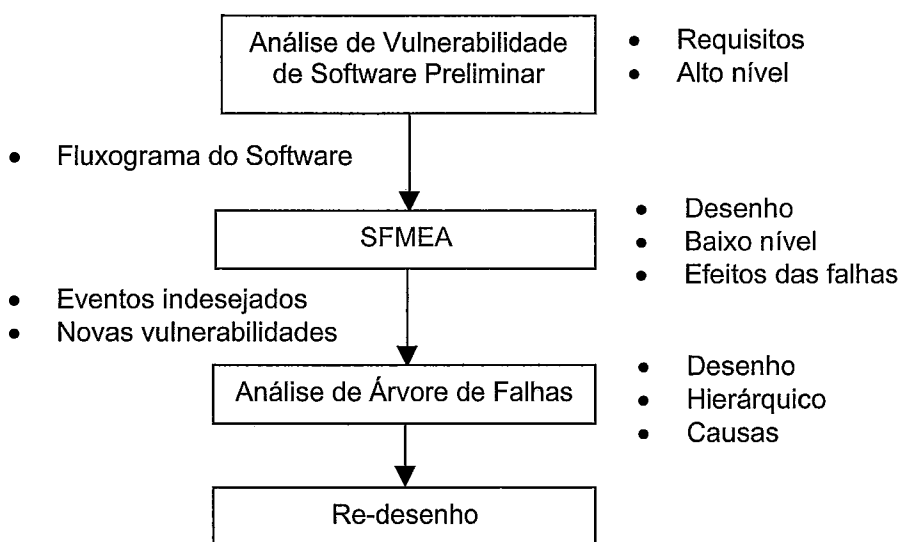 Análise de Vulnerabilidade
de Software Preliminar
• Requisitos
• Alto nível
• Fluxograma do Software
SFMEA
• Desenho
• Baixo nível
• Efeitos das falhas
• Eventos indesejados
• Novas vulnerabilidades
Análise de Árvore de Falhas
• Desenho
• Hierárquico
• Causas
Re-desenho